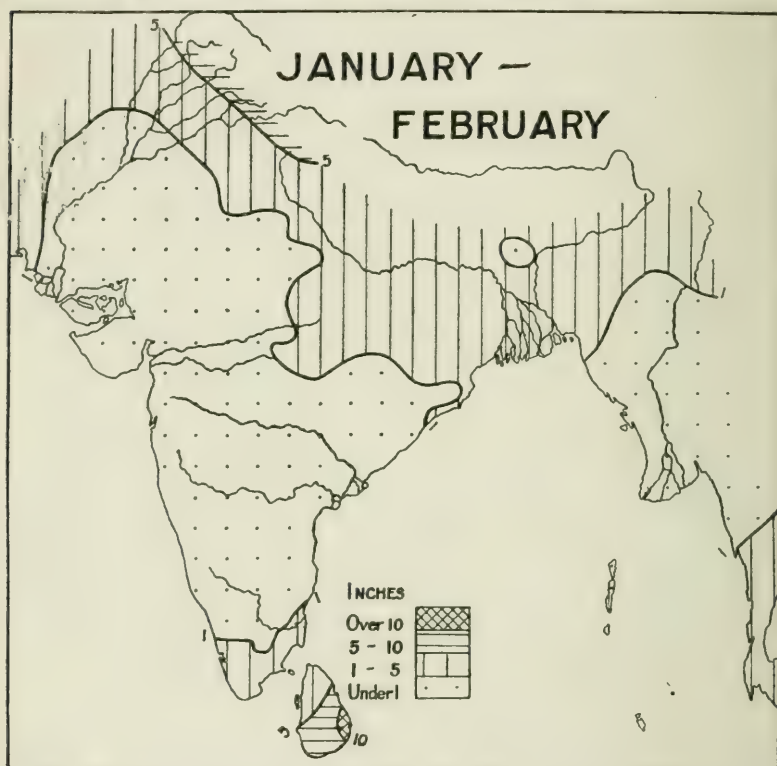 5
JANUARY –
FEBRUARY
5
1
1
INCHES
Over 10
5 - 10
1 - 5
Under 1
5
10